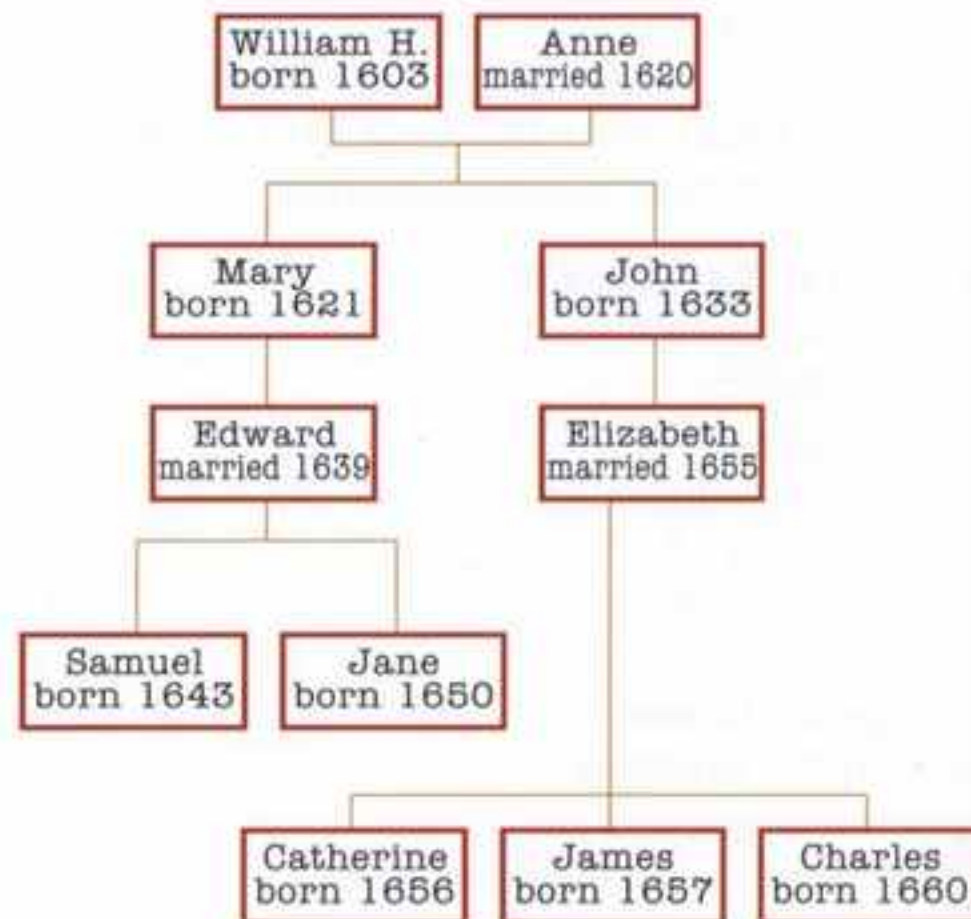 William H.
born 1603
Anne
married 1620
Mary
born 1621
John
born 1633
Edward
married 1639
Elizabeth
married 1655
Samuel
born 1643
Jane
born 1650
Catherine
born 1656
James
born 1657
Charles
born 1660